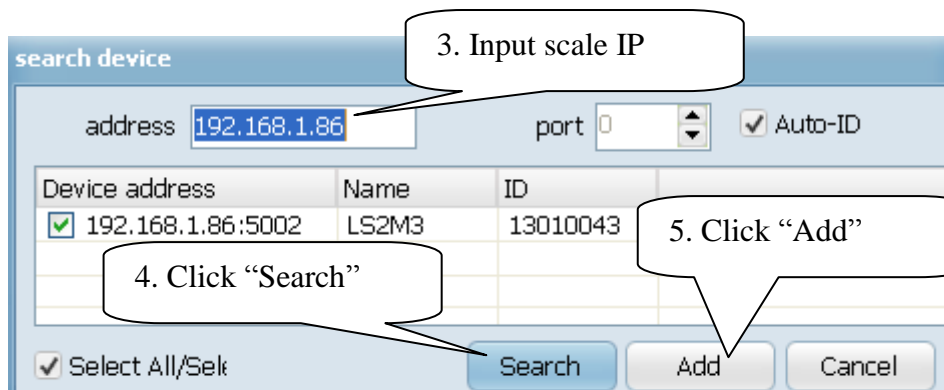 3. Input scale IP
search device
address 192.168.1.86 port 0 Auto-ID
Device address Name ID
192.168.1.86:5002 LS2M3 13010043
5. Click “Add”
4. Click “Search”
Select All/Sele
Search Add Cancel